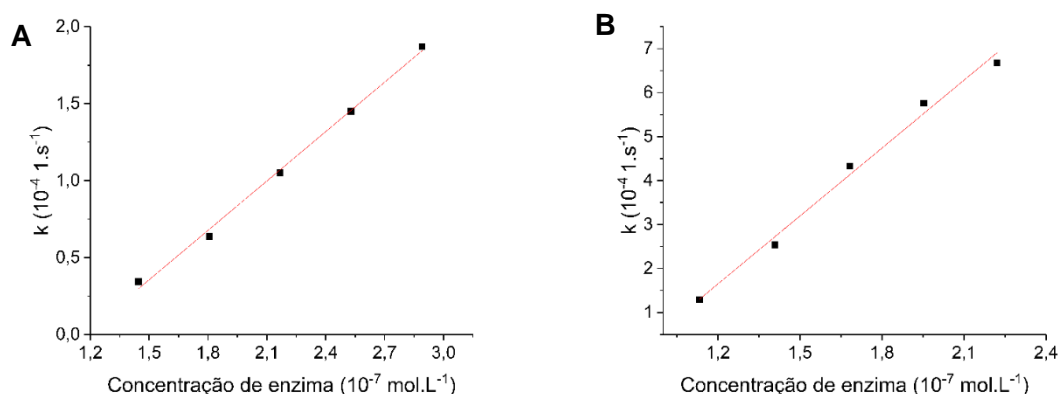 A
k (10⁻⁴ 1.s⁻¹)
2,0
1,5
1,0
0,5
0,0
1,2 1,5 1,8 2,1 2,4 2,7 3,0
Concentração de enzima (10⁻⁷ mol.L⁻¹)
B
k (10⁻⁴ 1.s⁻¹)
7
6
5
4
3
2
1
1,2 1,5 1,8 2,1 2,4
Concentração de enzima (10⁻⁷ mol.L⁻¹)